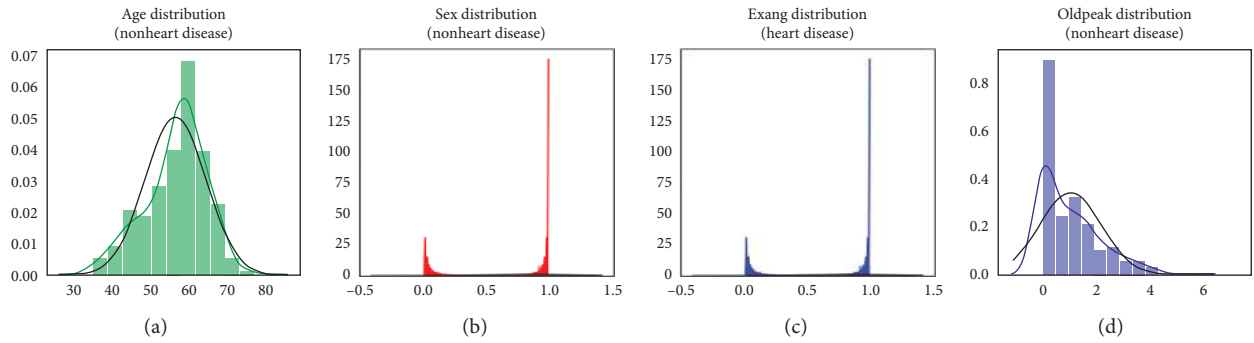 Age distribution
(nonheart disease)
0.07
0.06
0.05
0.04
0.03
0.02
0.01
0.00
30 40 50 60 70 80
(a)
Sex distribution
(nonheart disease)
175
150
125
100
75
50
25
0
−0.5 0.0 1.0 1.5
(b)
Exang distribution
(heart disease)
175
150
125
100
75
50
25
0
−0.5 0.0 1.0 1.5
(c)
Oldpeak distribution
(nonheart disease)
0.8
0.6
0.4
0.2
0.0
0 2 4 6
(d)